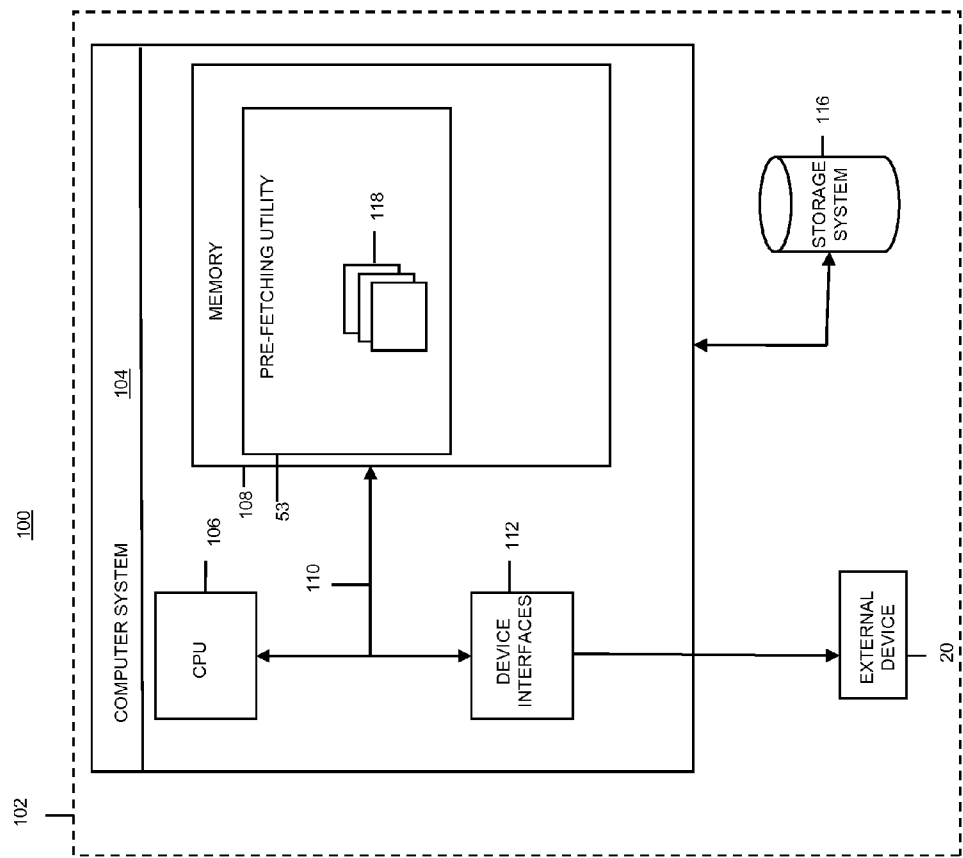 100
102
COMPUTER SYSTEM
104
CPU
106
110
DEVICE
INTERFACES
112
MEMORY
108
PRE-FETCHING UTILITY
53
118
EXTERNAL
DEVICE
20
STORAGE
SYSTEM
116